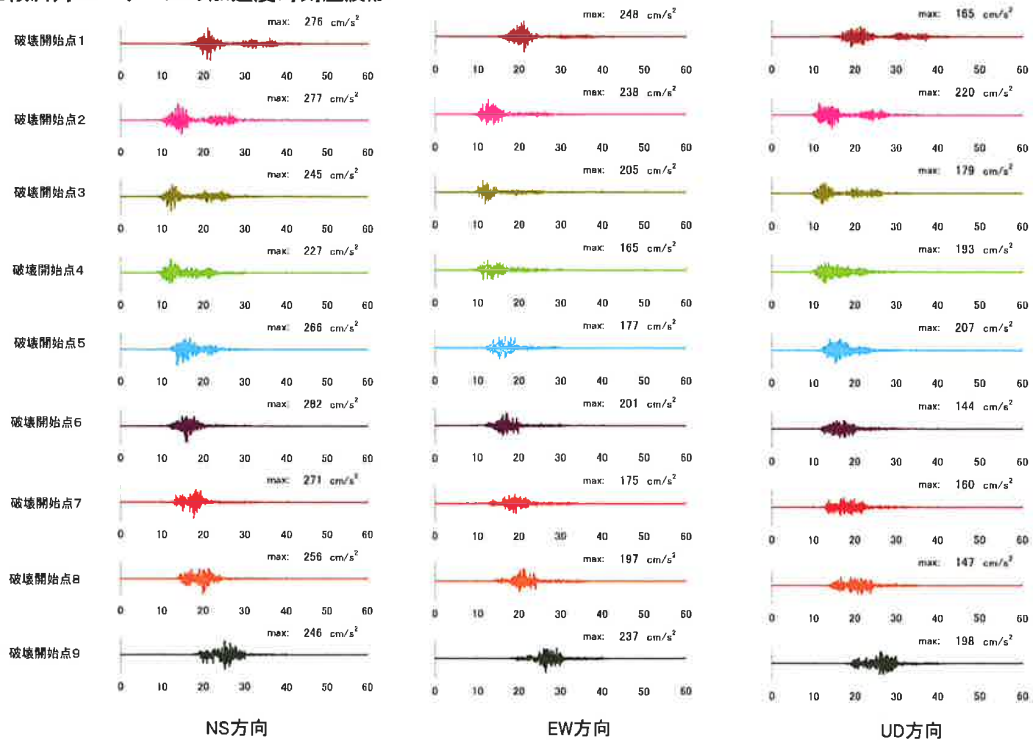 max: 276 cm/s²
max: 248 cm/s²
max: 165 cm/s²
破壊開始点1
0 10 20 30 40 50 60
0 10 20 30 40 50 60
0 10 20 30 40 50 60
max: 277 cm/s²
max: 238 cm/s²
max: 220 cm/s²
破壊開始点2
0 10 20 30 40 50 60
0 10 20 30 40 50 60
0 10 20 30 40 50 60
max: 245 cm/s²
max: 205 cm/s²
max: 179 cm/s²
破壊開始点3
0 10 20 30 40 50 60
0 10 20 30 40 50 60
0 10 20 30 40 50 60
max: 227 cm/s²
max: 165 cm/s²
max: 193 cm/s²
破壊開始点4
0 10 20 30 40 50 60
0 10 20 30 40 50 60
0 10 20 30 40 50 60
max: 266 cm/s²
max: 177 cm/s²
max: 207 cm/s²
破壊開始点5
0 10 20 30 40 50 60
0 10 20 30 40 50 60
0 10 20 30 40 50 60
max: 282 cm/s²
max: 201 cm/s²
max: 144 cm/s²
破壊開始点6
0 10 20 30 40 50 60
0 10 20 30 40 50 60
0 10 20 30 40 50 60
max: 271 cm/s²
max: 175 cm/s²
max: 160 cm/s²
破壊開始点7
0 10 20 30 40 50 60
0 10 20 30 40 50 60
0 10 20 30 40 50 60
max: 256 cm/s²
max: 197 cm/s²
max: 147 cm/s²
破壊開始点8
0 10 20 30 40 50 60
0 10 20 30 40 50 60
0 10 20 30 40 50 60
max: 246 cm/s²
max: 237 cm/s²
max: 198 cm/s²
破壊開始点9
0 10 20 30 40 50 60
0 10 20 30 40 50 60
0 10 20 30 40 50 60
NS方向
EW方向
UD方向